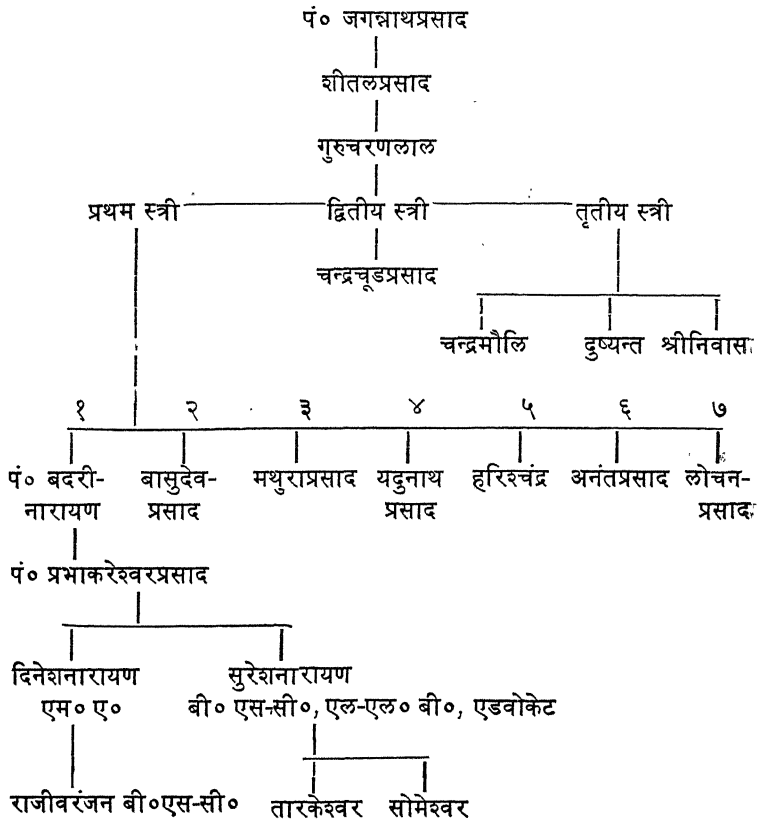 पं० जगन्नाथप्रसाद
शीतलप्रसाद
गुरुचरणलाल
प्रथम स्त्री द्वितीय स्त्री तृतीय स्त्री
चन्द्रचूडप्रसाद
चन्द्रमौलि दुष्यन्त श्रीनिवास
१ २ ३ ४ ५ ६ ७
पं० बदरी- बासुदेव- मथुराप्रसाद यदुनाथ हरिश्चंद्र अनंतप्रसाद लोचन-
नारायण प्रसाद प्रसाद प्रसाद
पं० प्रभाकरेश्वरप्रसाद
दिनेशनारायण सुरेशनारायण
एम० ए० बी० एस-सी०, एल-एल० बी०, एडवोकेट
राजीवरंजन बी०एस-सी० तारकेश्वर सोमेश्वर